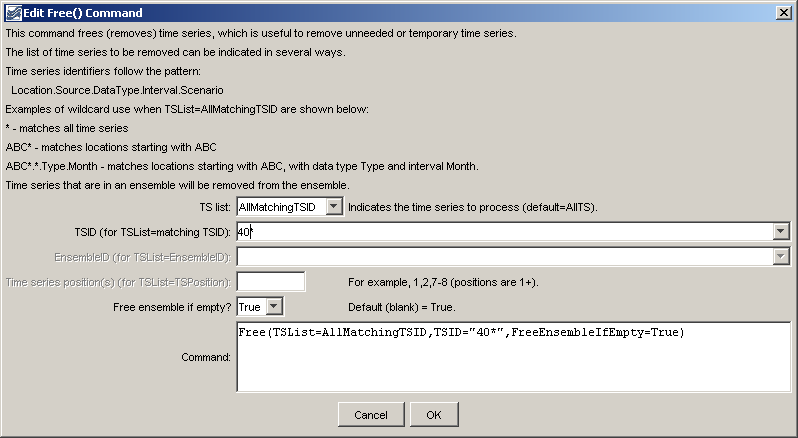 Edit Free() Command
This command frees (removes) time series, which is useful to remove unneeded or temporary time series.
The list of time series to be removed can be indicated in several ways.
Time series identifiers follow the pattern:
Location.Source.DataType.Interval.Scenario
Examples of wildcard use when TSList=AllMatchingTSID are shown below:
* - matches all time series
ABC* - matches locations starting with ABC
ABC*.*.Type.Month - matches locations starting with ABC, with data type Type and interval Month.
Time series that are in an ensemble will be removed from the ensemble.
TS list: AllMatchingTSID Indicates the time series to process (default=AllTS).
TSID (for TSList=matching TSID): 40*
EnsembleID (for TSList=EnsembleID):
Time series position(s) (for TSList=TSPosition): For example, 1,2,7-8 (positions are 1+).
Free ensemble if empty? True Default (blank) = True.
Command: Free(TSList=AllMatchingTSID,TSID="40*",FreeEnsembleIfEmpty=True)
Cancel OK